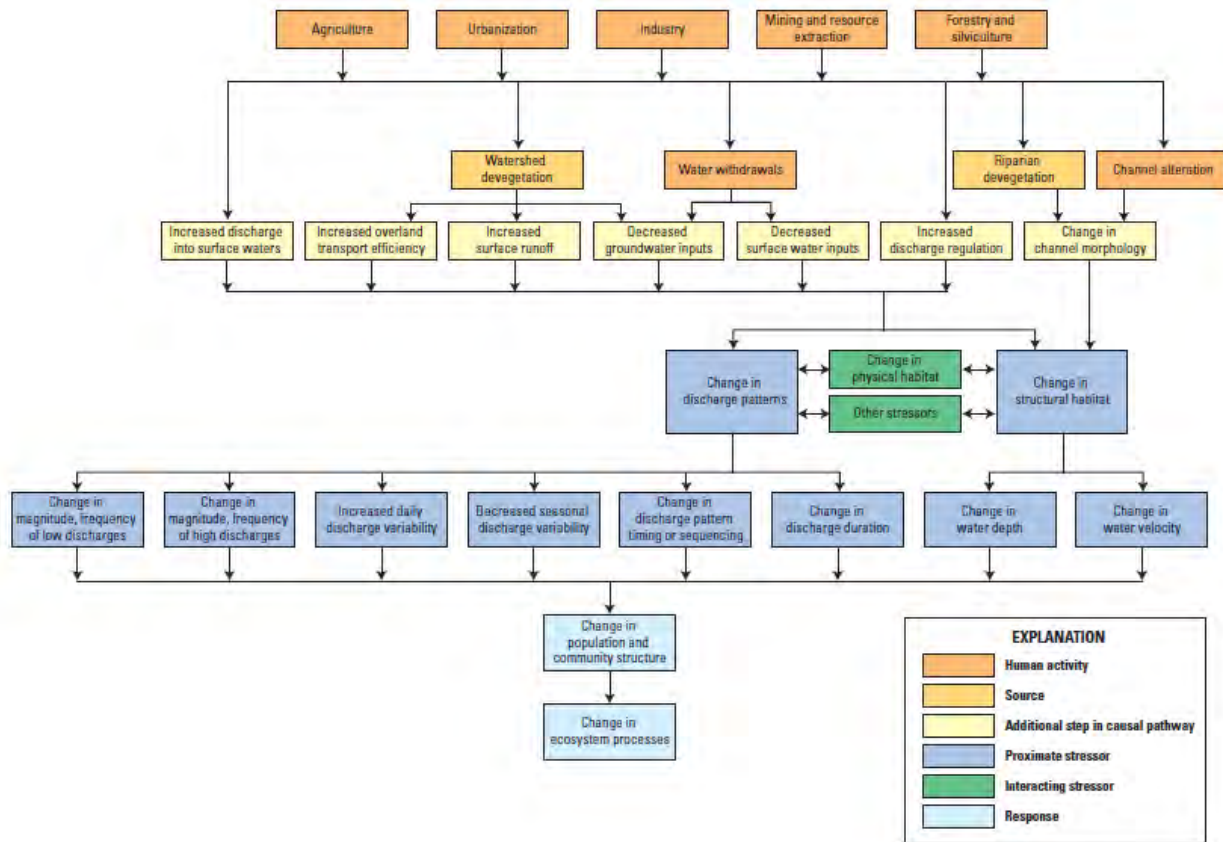 Agriculture
Urbanization
Industry
Mining and resource
extraction
Forestry and
silviculture
Watershed
devegetation
Water withdrawals
Riparian
devegetation
Channel alteration
Increased discharge
into surface waters
Increased overland
transport efficiency
Increased
surface runoff
Decreased
groundwater inputs
Decreased
surface water inputs
Increased
discharge regulation
Change in
channel morphology
Change in
discharge patterns
Change in
physical habitat
Other stressors
Change in
structural habitat
Change in
magnitude, frequency
of low discharges
Change in
magnitude, frequency
of high discharges
Increased daily
discharge variability
Decreased seasonal
discharge variability
Change in
discharge pattern
timing or sequencing
Change in
discharge duration
Change in
water depth
Change in
water velocity
Change in
population and
community structure
Change in
ecosystem processes
EXPLANATION
Human activity
Source
Additional step in causal pathway
Proximate stressor
Interacting stressor
Response